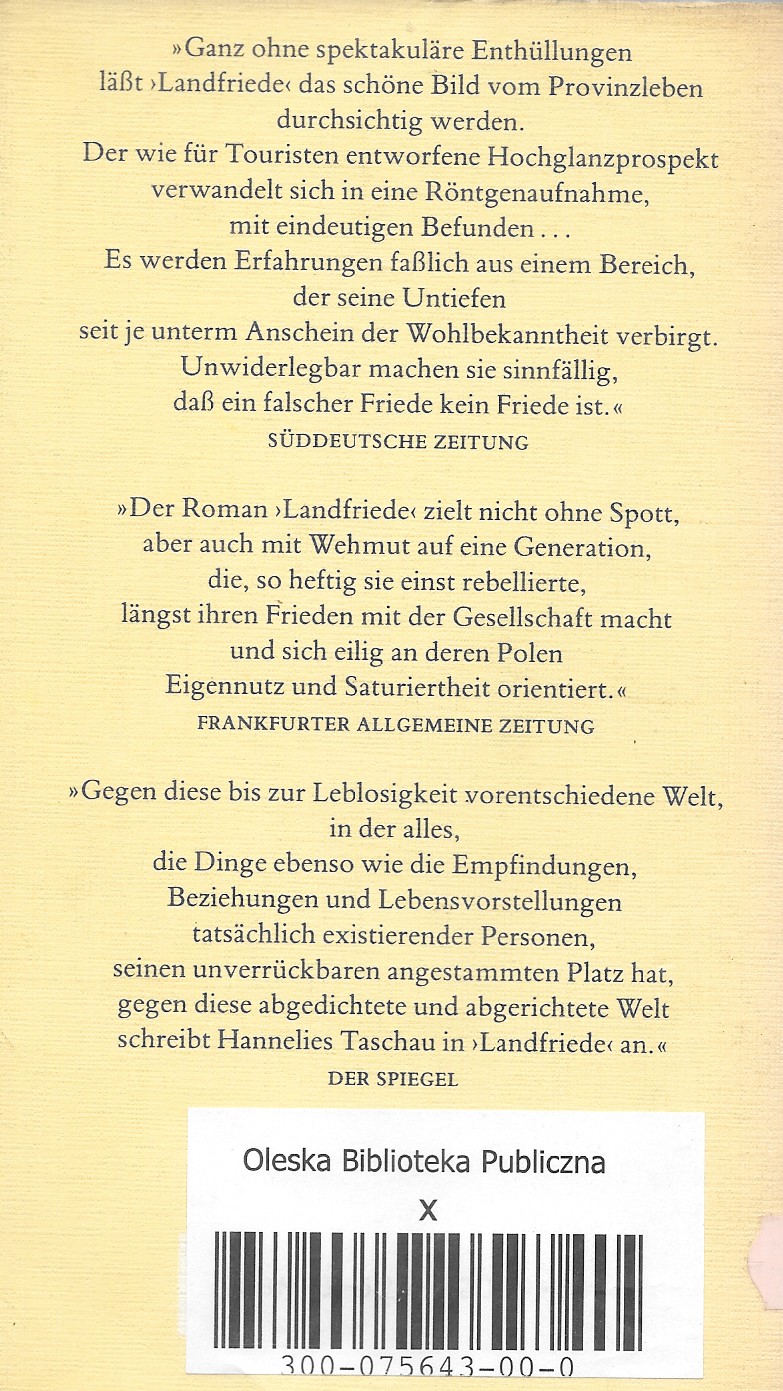 »Ganz ohne spektakuläre Enthüllungen
läßt ›Landfriede‹ das schöne Bild vom Provinzleben
durchsichtig werden.
Der wie für Touristen entworfene Hochglanzprospekt
verwandelt sich in eine Röntgenaufnahme,
mit eindeutigen Befunden . . .
Es werden Erfahrungen faßlich aus einem Bereich,
der seine Untiefen
seit je unterm Anschein der Wohlbekanntheit verbirgt.
Unwiderlegbar machen sie sinnfällig,
daß ein falscher Friede kein Friede ist.«
SÜDDEUTSCHE ZEITUNG
»Der Roman ›Landfriede‹ zielt nicht ohne Spott,
aber auch mit Wehmut auf eine Generation,
die, so heftig sie einst rebellierte,
längst ihren Frieden mit der Gesellschaft macht
und sich eilig an deren Polen
Eigennutz und Saturiertheit orientiert.«
FRANKFURTER ALLGEMEINE ZEITUNG
»Gegen diese bis zur Leblosigkeit vorentschiedene Welt,
in der alles,
die Dinge ebenso wie die Empfindungen,
Beziehungen und Lebensvorstellungen
tatsächlich existierender Personen,
seinen unverrückbaren angestammten Platz hat,
gegen diese abgedichtete und abgerichtete Welt
schreibt Hannelies Taschau in ›Landfriede‹ an.«
DER SPIEGEL
Oleska Biblioteka Publiczna
X
300-075643-00-0